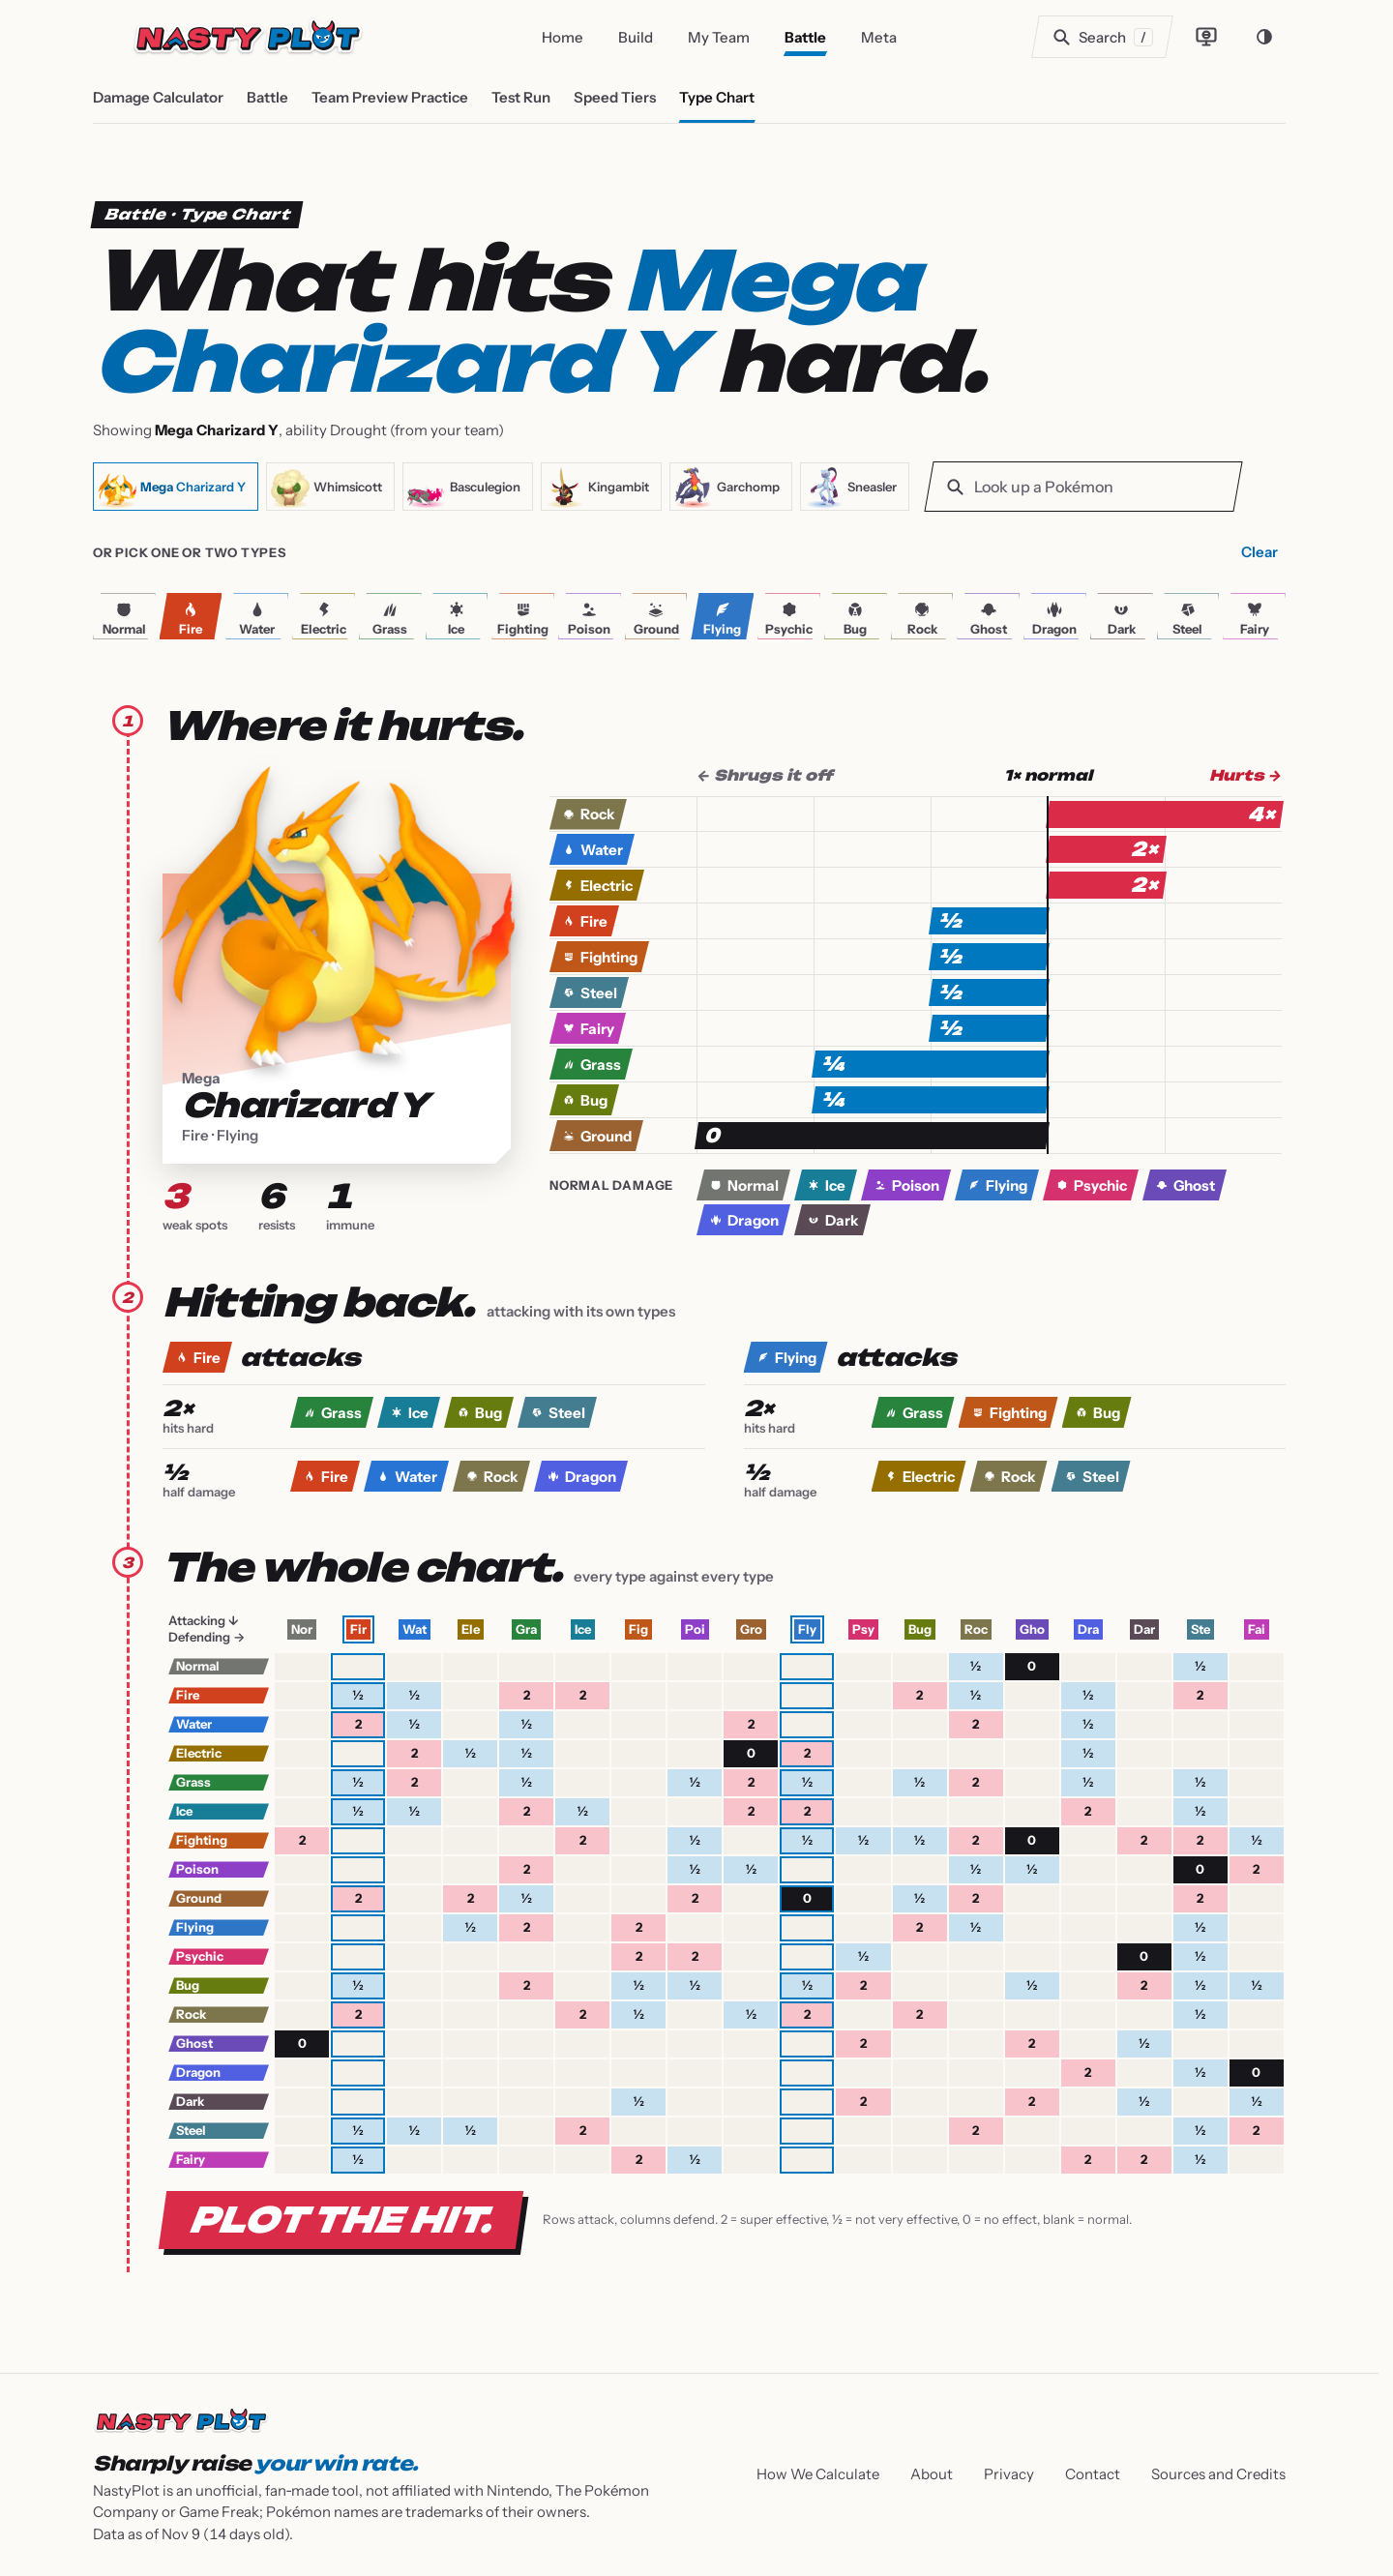 NASTY PLOT
Home Build My Team Battle Meta
Search /
Damage Calculator Battle Team Preview Practice Test Run Speed Tiers Type Chart
Battle · Type Chart
What hits Mega
Charizard Y hard.
Showing Mega Charizard Y, ability Drought (from your team)
Mega Charizard Y Whimsicott Basculegion Kingambit Garchomp Sneasler Look up a Pokémon
OR PICK ONE OR TWO TYPES Clear
Normal Fire Water Electric Grass Ice Fighting Poison Ground Flying Psychic Bug Rock Ghost Dragon Dark Steel Fairy
1 Where it hurts.
← Shrugs it off 1× normal Hurts →
Rock 4×
Water 2×
Electric 2×
Fire ½
Fighting ½
Steel ½
Fairy ½
Grass ¼
Bug ¼
Ground 0
Mega
Charizard Y
Fire · Flying
3 6 1
weak spots resists immune
NORMAL DAMAGE Normal Ice Poison Flying Psychic Ghost
Dragon Dark
2 Hitting back. attacking with its own types
Fire attacks
2× Grass Ice Bug Steel
hits hard
½ Fire Water Rock Dragon
half damage
Flying attacks
2× Grass Fighting Bug
hits hard
½ Electric Rock Steel
half damage
3 The whole chart. every type against every type
Attacking ↓
Defending →
Nor Fir Wat Ele Gra Ice Fig Poi Gro Fly Psy Bug Roc Gho Dra Dar Ste Fai
Normal ½ 0 ½
Fire ½ ½ 2 2 2 ½ ½ 2
Water 2 ½ ½ 2 2 ½
Electric 2 ½ ½ 0 2 ½
Grass ½ 2 ½ ½ 2 ½ ½ 2 ½ ½
Ice ½ ½ 2 ½ 2 2 2 ½
Fighting 2 2 ½ ½ ½ ½ 2 0 2 2 ½
Poison 2 ½ ½ ½ ½ 0 2
Ground 2 2 ½ 2 0 ½ 2 2
Flying ½ 2 2 2 ½ ½
Psychic 2 2 ½ 0 ½
Bug ½ 2 ½ ½ ½ 2 ½ 2 ½ ½
Rock 2 2 ½ ½ 2 2 ½
Ghost 0 2 2 ½
Dragon 2 ½ 0
Dark ½ 2 2 ½ ½
Steel ½ ½ ½ 2 2 ½ 2
Fairy ½ 2 ½ 2 2 ½
PLOT THE HIT.
Rows attack, columns defend. 2 = super effective, ½ = not very effective, 0 = no effect, blank = normal.
NASTY PLOT
Sharply raise your win rate.
NastyPlot is an unofficial, fan-made tool, not affiliated with Nintendo, The Pokémon
Company or Game Freak; Pokémon names are trademarks of their owners.
Data as of Nov 9 (14 days old).
How We Calculate About Privacy Contact Sources and Credits